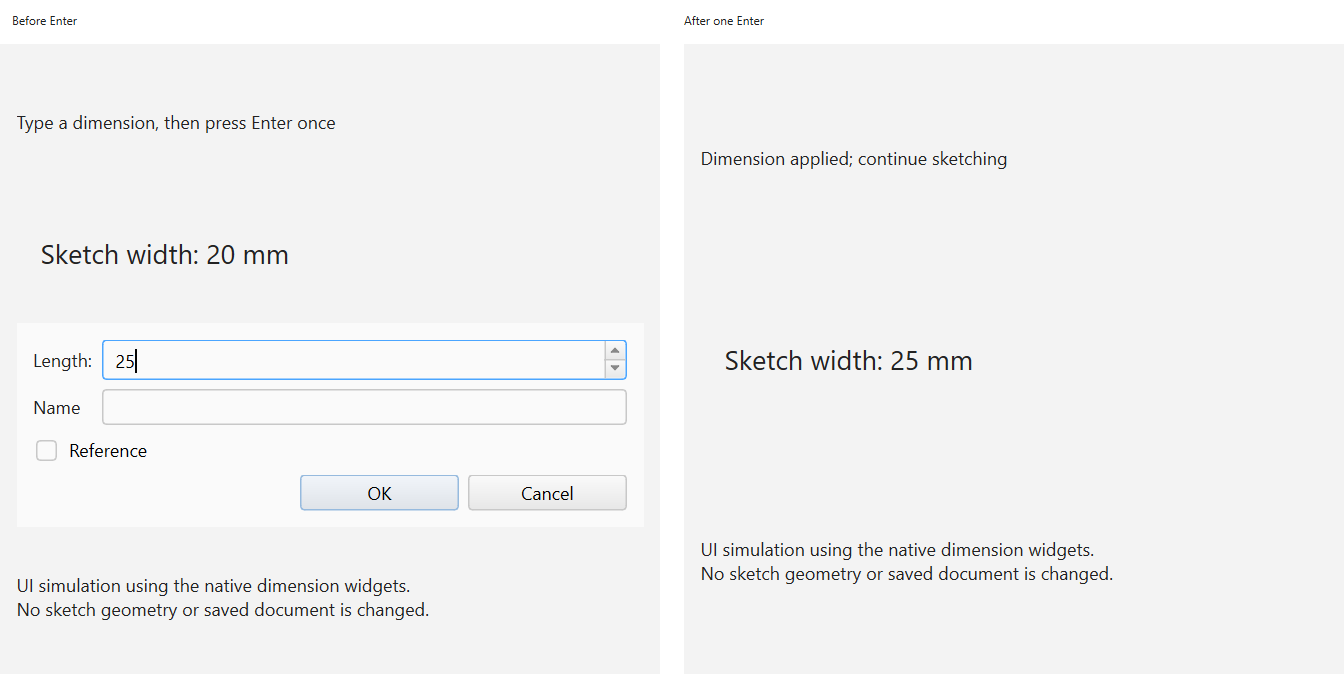 Before Enter
Type a dimension, then press Enter once
Sketch width: 20 mm
Length: 25
Name
Reference
OK Cancel
UI simulation using the native dimension widgets.
No sketch geometry or saved document is changed.
After one Enter
Dimension applied; continue sketching
Sketch width: 25 mm
UI simulation using the native dimension widgets.
No sketch geometry or saved document is changed.